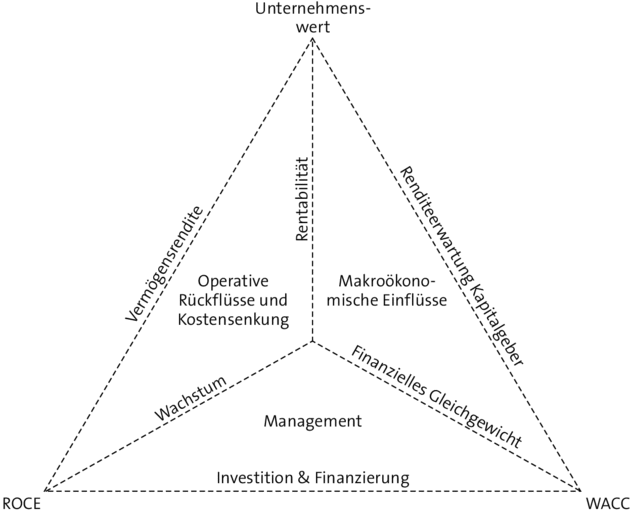 Unternehmens-
wert
Rentabilität
Vermögensrendite
Renditeerwartung Kapitalgeber
Operative
Rückflüsse und
Kostensenkung
Makroökono-
mische Einflüsse
Wachstum
Finanzielles Gleichgewicht
Management
Investition & Finanzierung
ROCE
WACC